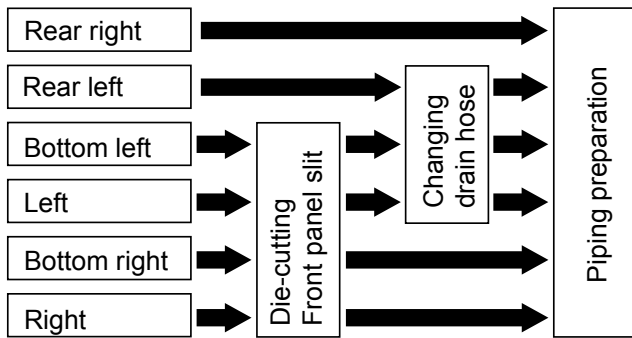 Rear right
Rear left
Bottom left
Left
Bottom right
Right
Die-cutting
Front panel slit
Changing
drain hose
Piping preparation